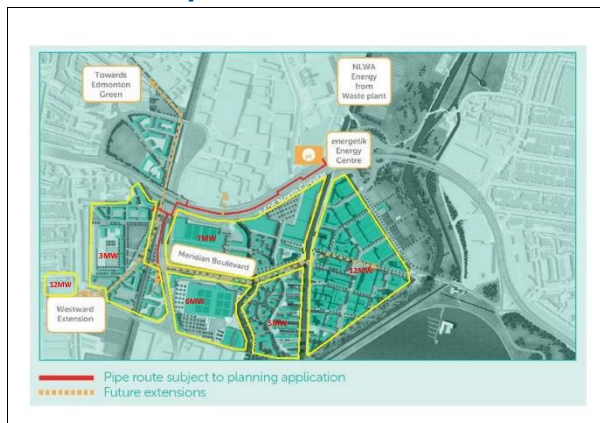 Towards
Edmonton
Green
NLWA
Energy
from
Waste plant
energetik
Energy
Centre
7MW
Meridian Boulevard
3MW
12MW
12MW
6MW
5MW
Westward
Extension
Pipe route subject to planning application
Future extensions